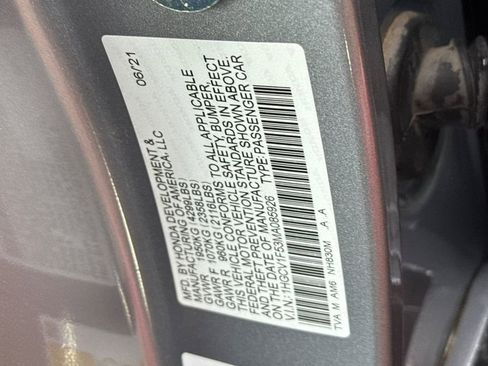 MFD.BY HONDA DEVELOPMENT &
MANUFACTURING OF AMERICA, LLC 06/21
GVWR 1950KG (4299LBS)
GAWR F 1070KG (2358LBS)
GAWR R 960KG (2116LBS)
THIS VEHICLE CONFORMS TO ALL APPLICABLE
FEDERAL MOTOR VEHICLE SAFETY, BUMPER,
AND THEFT PREVENTION STANDARDS IN EFFECT
ON THE DATE OF MANUFACTURE SHOWN ABOVE.
V.I.N.: 1HGCV1F53MA085926 TYPE:PASSENGER CAR
TVA M AM6 NH830M A A